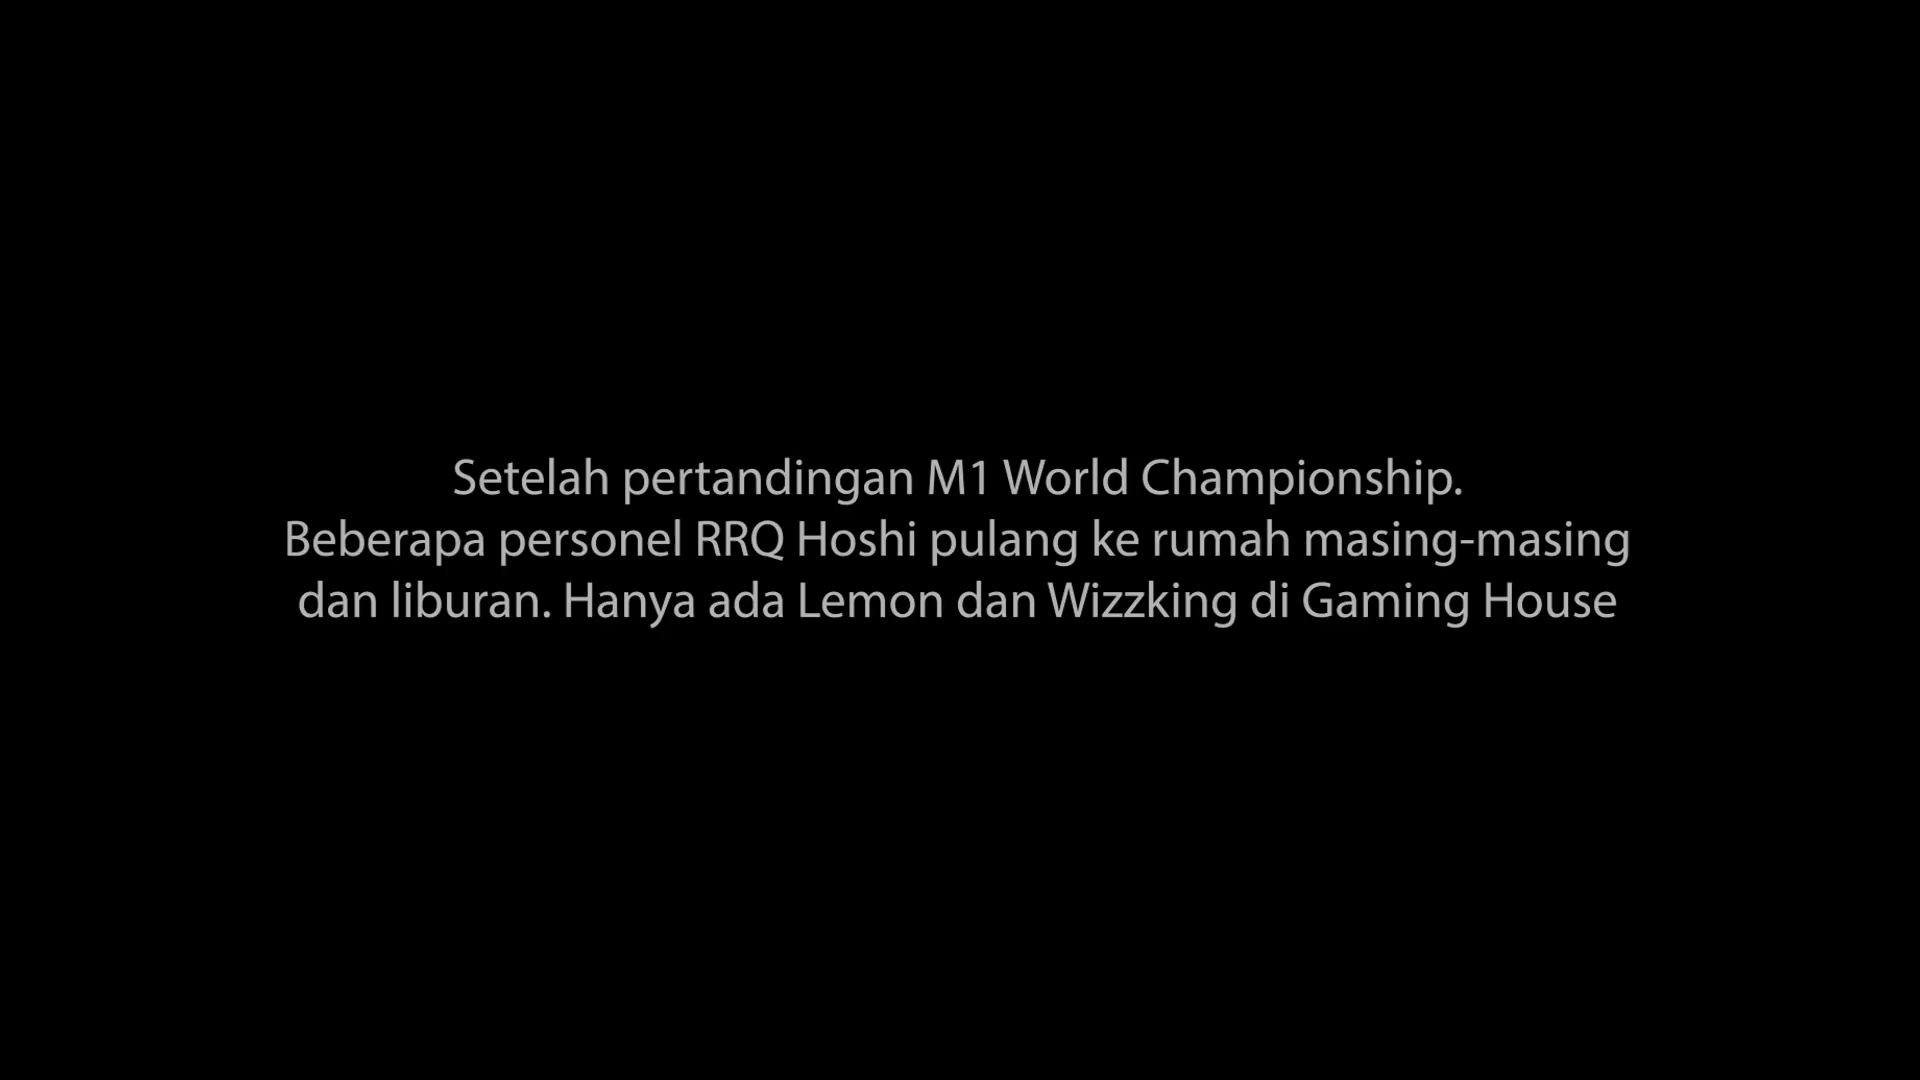 Setelah pertandingan M1 World Championship.
Beberapa personel RRQ Hoshi pulang ke rumah masing-masing
dan liburan. Hanya ada Lemon dan Wizzking di Gaming House